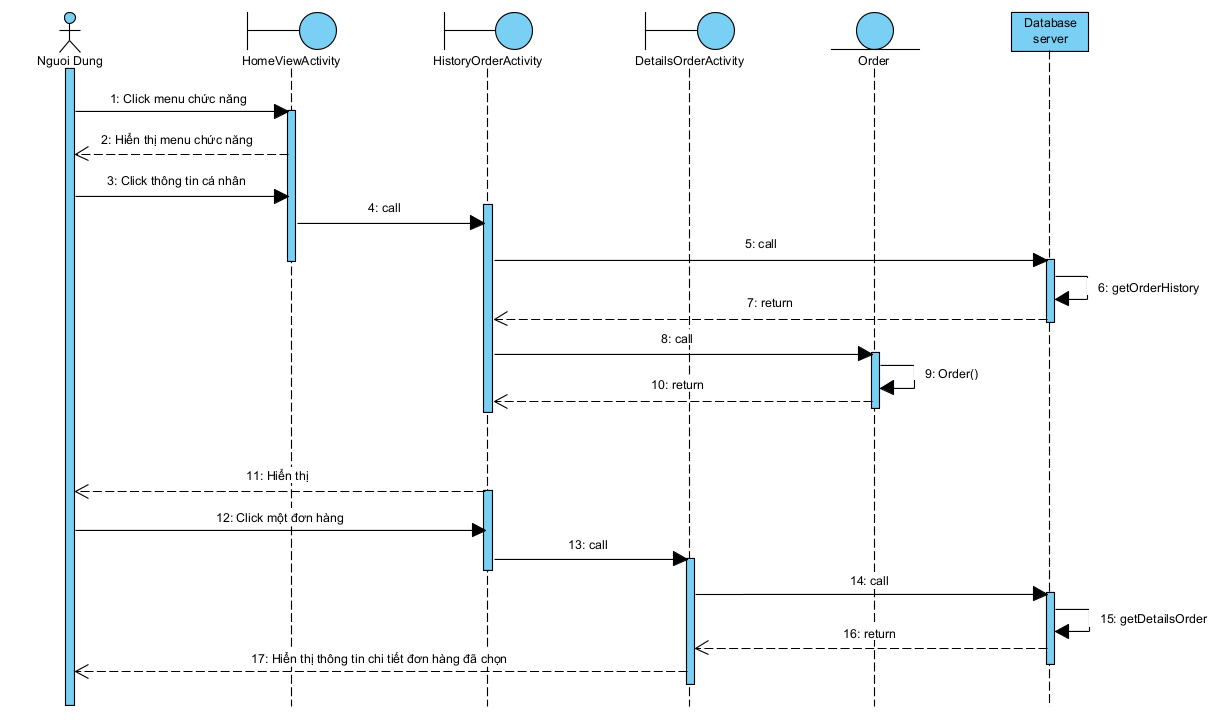 Nguoi Dung
HomeViewActivity
HistoryOrderActivity
DetailsOrderActivity
Order
Database
server
1: Click menu chức năng
2: Hiển thị menu chức năng
3: Click thông tin cá nhân
4: call
5: call
6: getOrderHistory
7: return
8: call
9: Order()
10: return
11: Hiển thị
12: Click một đơn hàng
13: call
14: call
15: getDetailsOrder
16: return
17: Hiển thị thông tin chi tiết đơn hàng đã chọn